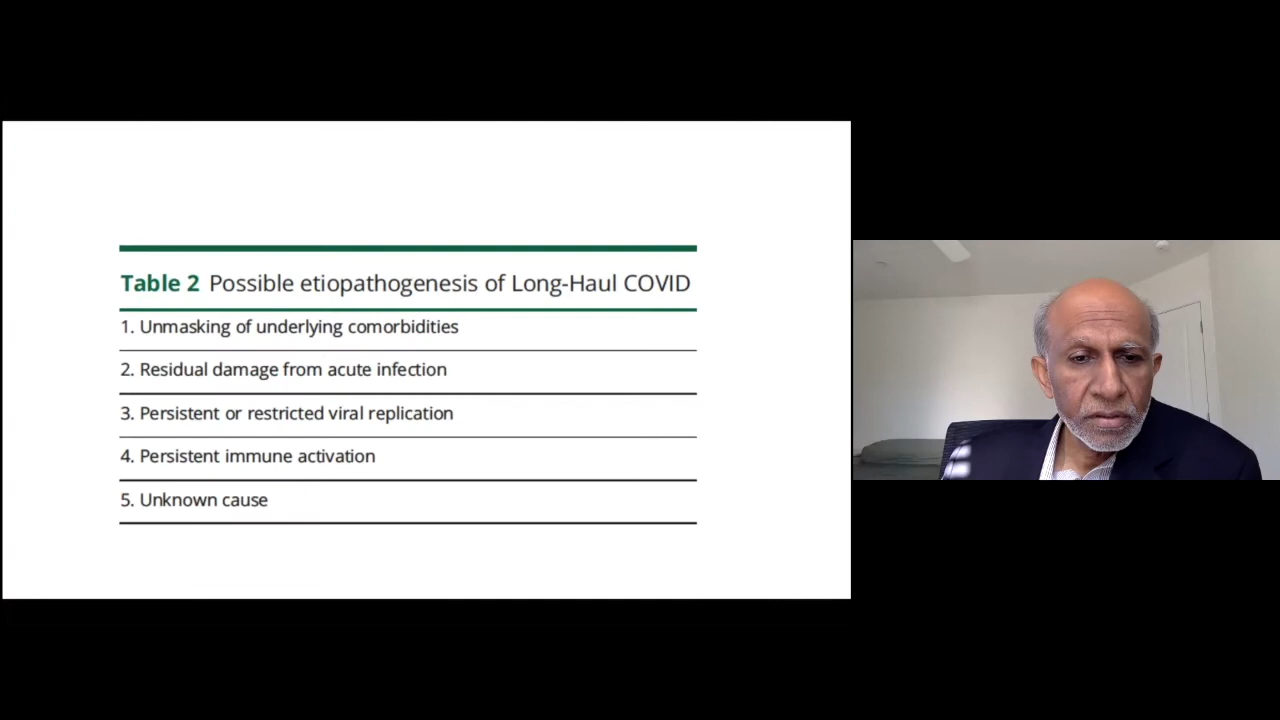 Table 2 Possible etiopathogenesis of Long-Haul COVID
1. Unmasking of underlying comorbidities
2. Residual damage from acute infection
3. Persistent or restricted viral replication
4. Persistent immune activation
5. Unknown cause